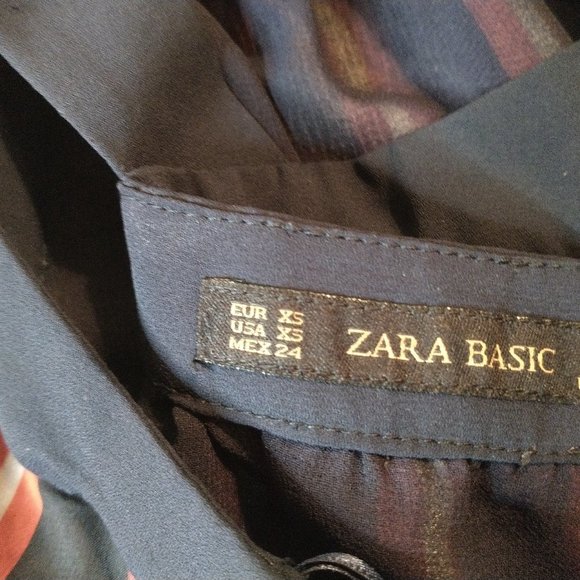 EUR XS
USA XS
MEX 24
ZARA BASIC